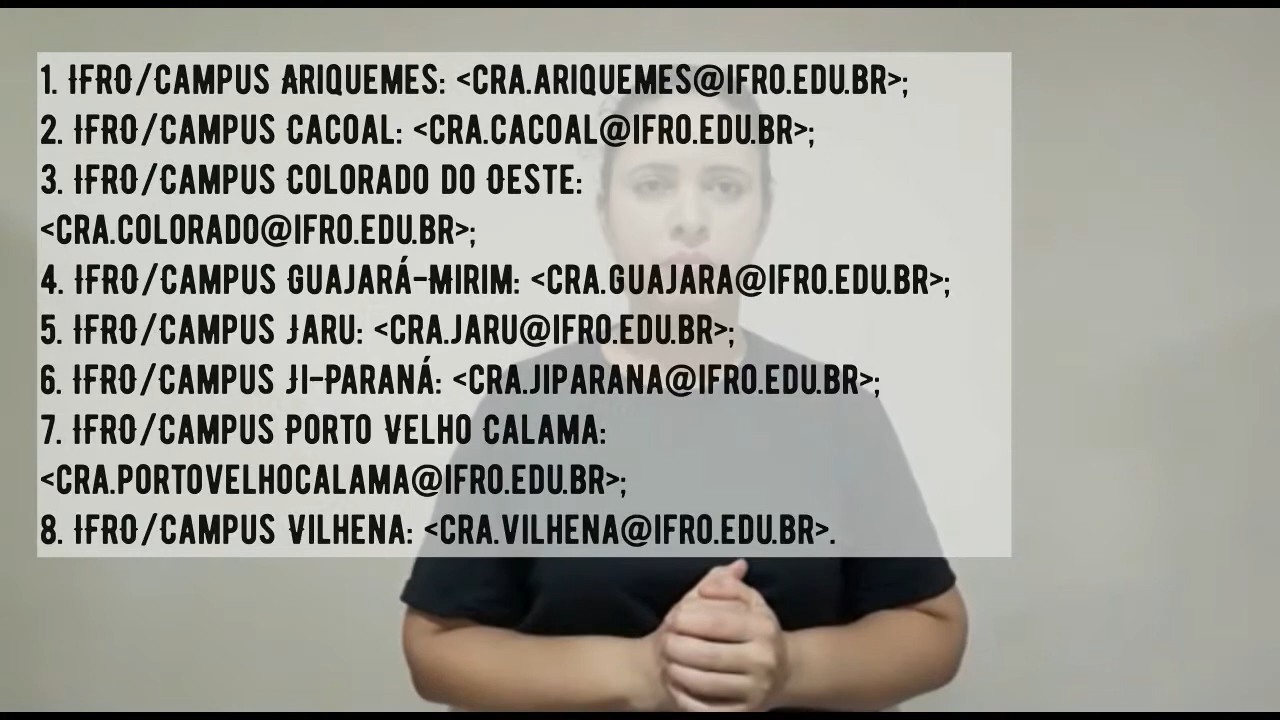 1. IFRO/CAMPUS ARIQUEMES: <CRA.ARIQUEMES@IFRO.EDU.BR>;
2. IFRO/CAMPUS CACOAL: <CRA.CACOAL@IFRO.EDU.BR>;
3. IFRO/CAMPUS COLORADO DO OESTE:
<CRA.COLORADO@IFRO.EDU.BR>;
4. IFRO/CAMPUS GUAJARÁ-MIRIM: <CRA.GUAJARA@IFRO.EDU.BR>;
5. IFRO/CAMPUS JARU: <CRA.JARU@IFRO.EDU.BR>;
6. IFRO/CAMPUS JI-PARANÁ: <CRA.JIPARANA@IFRO.EDU.BR>;
7. IFRO/CAMPUS PORTO VELHO CALAMA:
<CRA.PORTOVELHOCALAMA@IFRO.EDU.BR>;
8. IFRO/CAMPUS VILHENA: <CRA.VILHENA@IFRO.EDU.BR>.